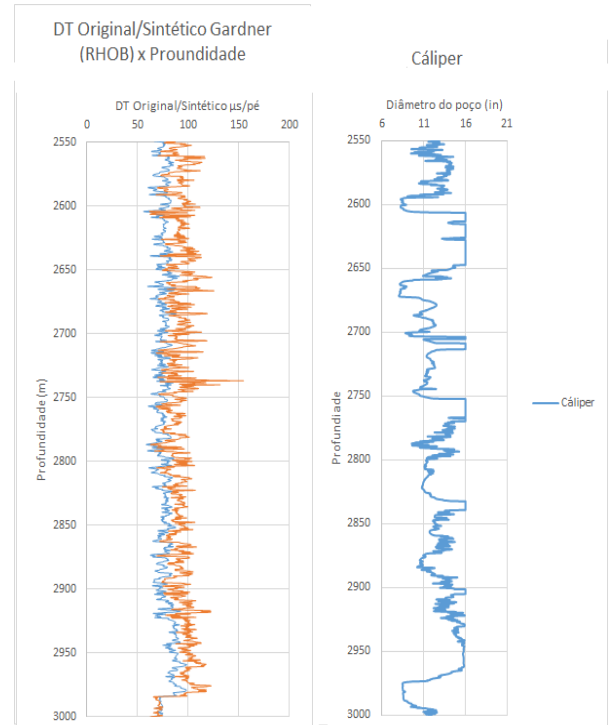 DT Original/Sintético Gardner
(RHOB) x Proundidade
DT Original/Sintético µs/pé
0 50 100 150 200
Profundidade (m)
2550
2600
2650
2700
2750
2800
2850
2900
2950
3000
Cáliper
Diâmetro do poço (in)
6 11 16 21
Profundiade
2550
2600
2650
2700
2750
2800
2850
2900
2950
3000
Cáliper